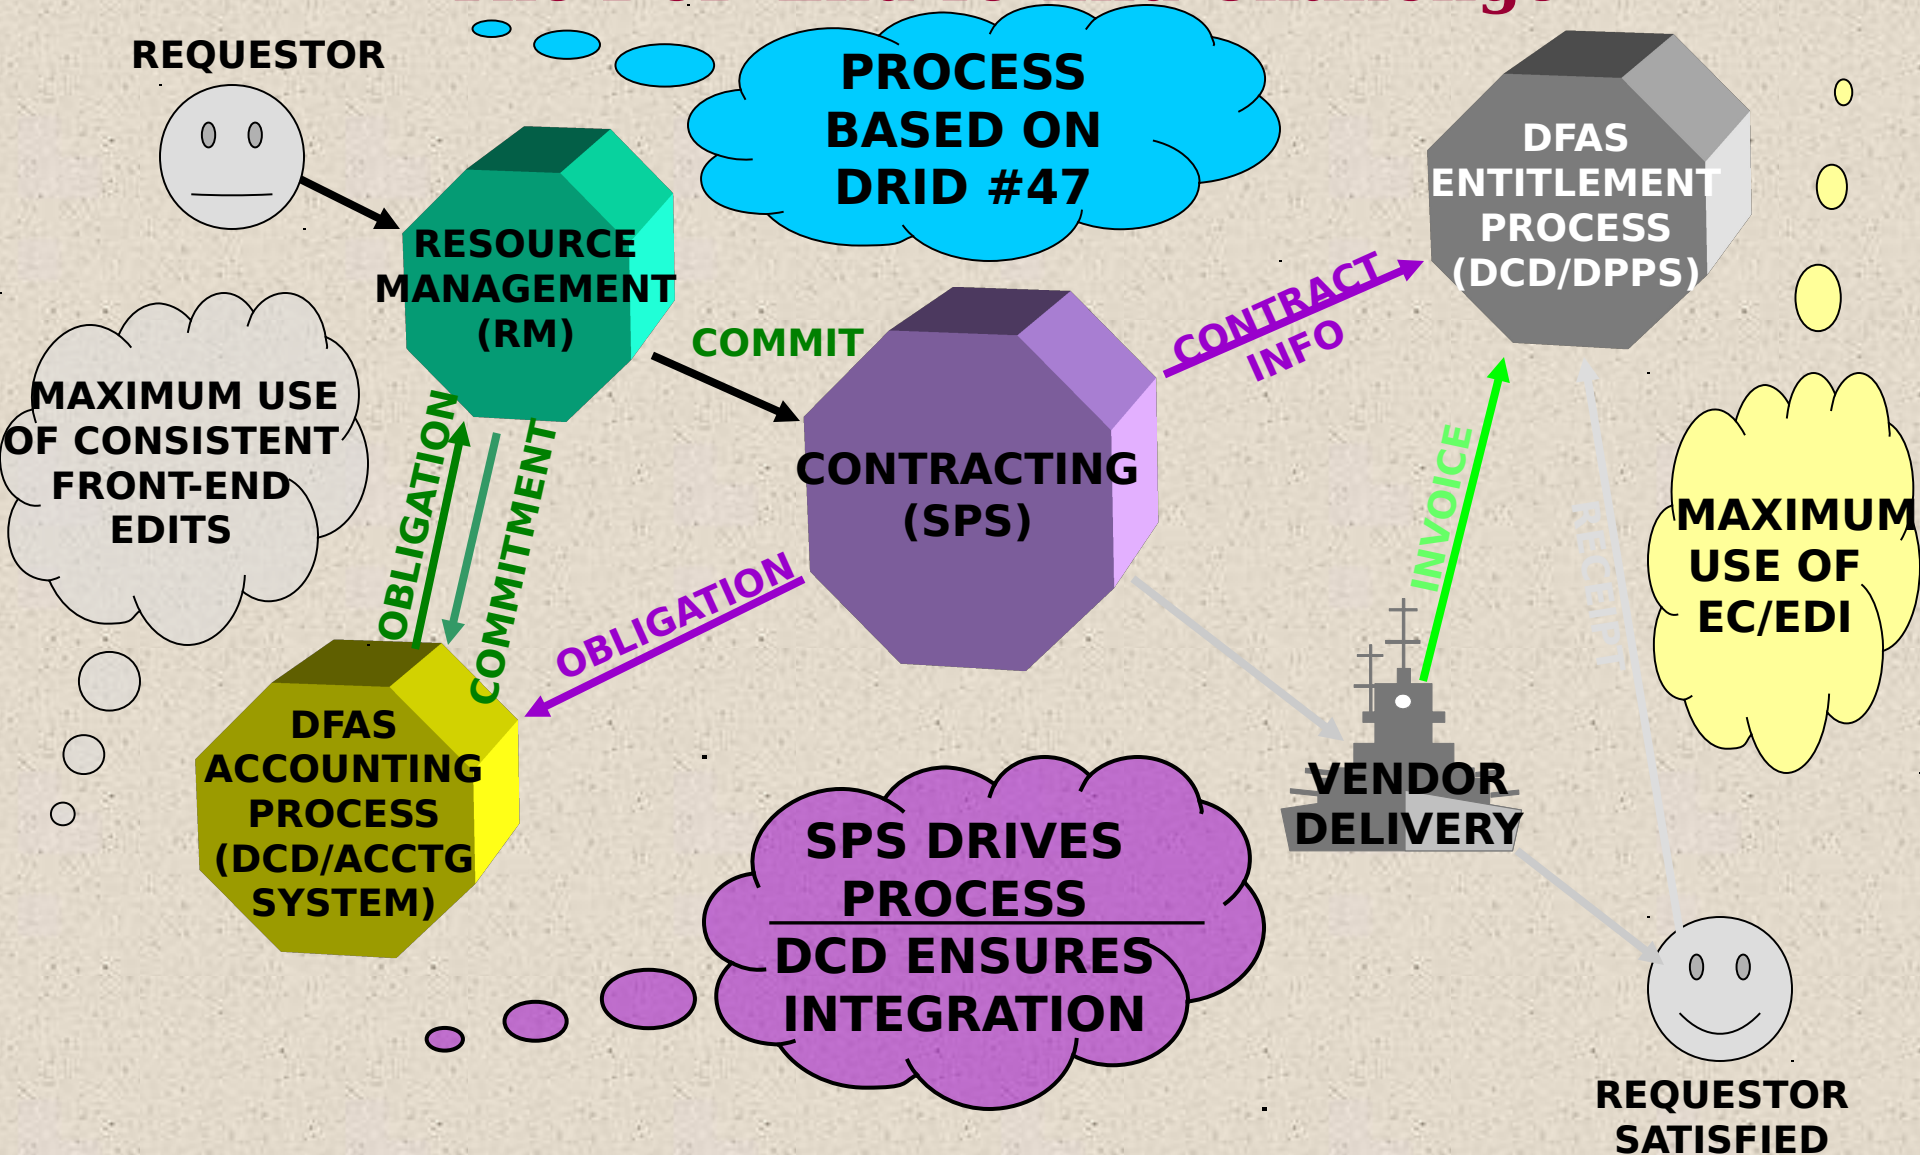 REQUESTOR
PROCESS
BASED ON
DRID #47
DFAS
ENTITLEMENT
PROCESS
(DCD/DPPS)
RESOURCE
MANAGEMENT
(RM)
COMMIT
CONTRACT
INFO
MAXIMUM USE
OF CONSISTENT
FRONT-END
EDITS
OBLIGATION
COMMITMENT
CONTRACTING
(SPS)
OBLIGATION
INVOICE
RECEIPT
MAXIMUM
USE OF
EC/EDI
DFAS
ACCOUNTING
PROCESS
(DCD/ACCTG
SYSTEM)
VENDOR
DELIVERY
SPS DRIVES
PROCESS
DCD ENSURES
INTEGRATION
REQUESTOR
SATISFIED